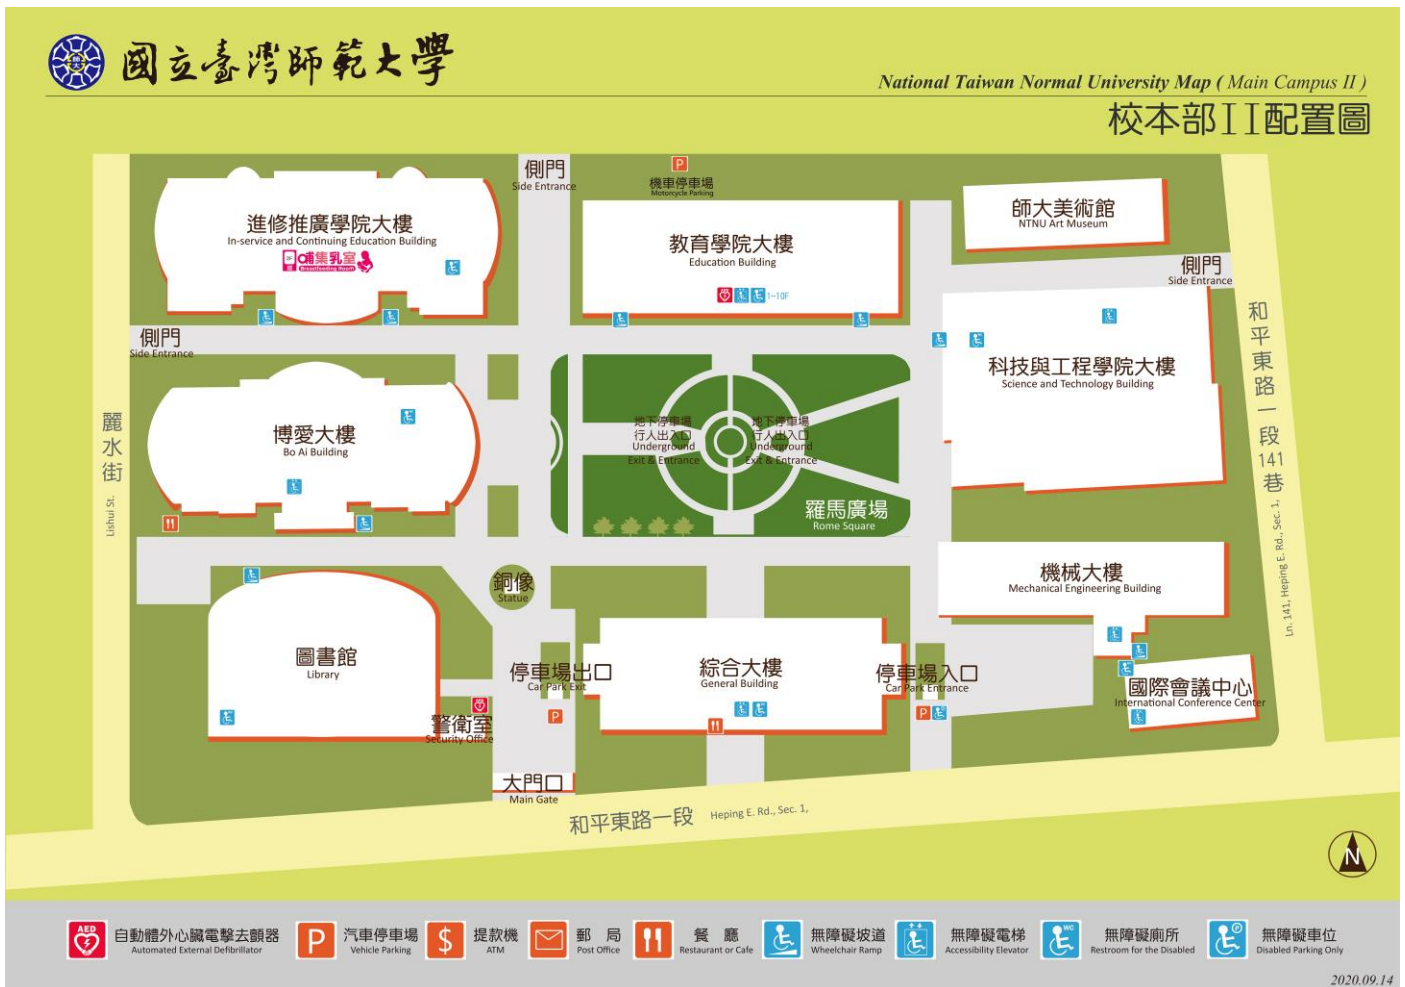 國立臺灣師範大學
National Taiwan Normal University Map ( Main Campus II )
校本部II配置圖
側門
Side Entrance
P
機車停車場
Motorcycle Parking
進修推廣學院大樓
In-service and Continuing Education Building
哺集乳室
Breastfeeding Room
教育學院大樓
Education Building
1-10F
師大美術館
NTNU Art Museum
側門
Side Entrance
側門
Side Entrance
科技與工程學院大樓
Science and Technology Building
和平東路一段141巷
Ln. 141, Heping E. Rd., Sec. 1,
麗水街
Lishui St.
博愛大樓
Bo Ai Building
地下停車場
行人出入口
Underground
Exit & Entrance
地下停車場
行人出入口
Underground
Exit & Entrance
羅馬廣場
Rome Square
銅像
Statue
機械大樓
Mechanical Engineering Building
圖書館
Library
停車場出口
Car Park Exit
P
綜合大樓
General Building
停車場入口
Car Park Entrance
P
國際會議中心
International Conference Center
警衛室
Security Office
大門口
Main Gate
和平東路一段 Heping E. Rd., Sec. 1,
N
AED
自動體外心臟電擊去顫器
Automated External Defibrillator
P
汽車停車場
Vehicle Parking
$
提款機
ATM
郵 局
Post Office
餐 廳
Restaurant or Cafe
無障礙坡道
Wheelchair Ramp
無障礙電梯
Accessibility Elevator
WC
無障礙廁所
Restroom for the Disabled
P
無障礙車位
Disabled Parking Only
2020.09.14